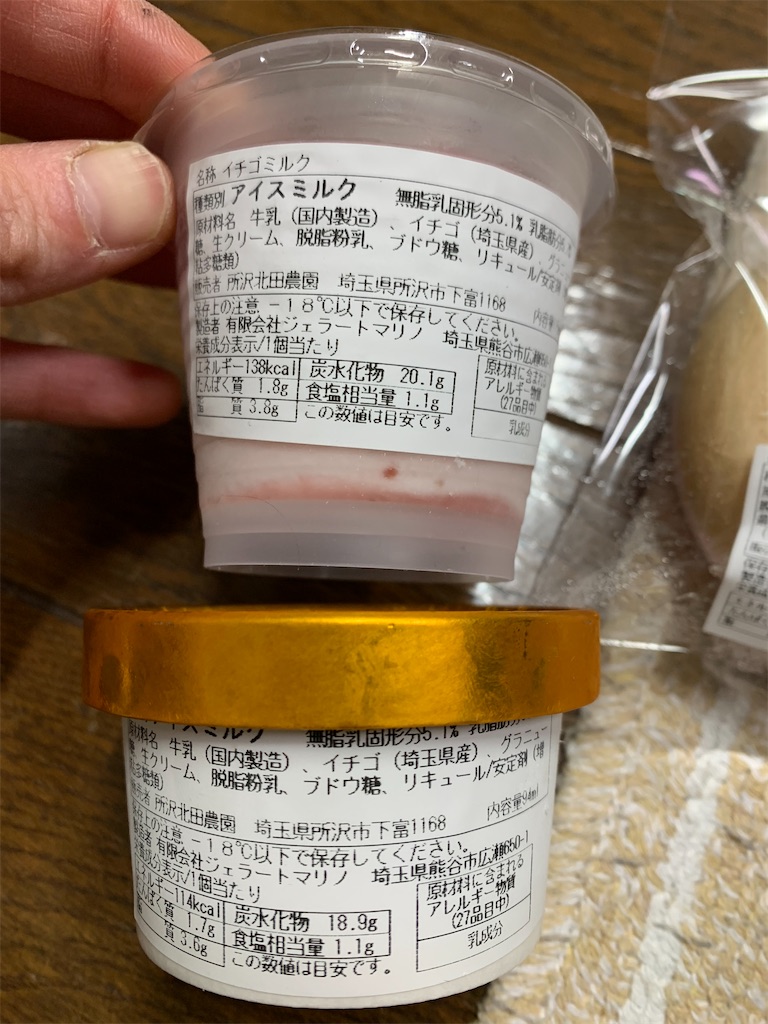 名称 イチゴミルク
種類別 アイスミルク 無脂乳固形分5.1% 乳脂肪分
原材料名 牛乳（国内製造）、イチゴ（埼玉県産）、グラニュ
糖、生クリーム、脱脂粉乳、ブドウ糖、リキュール/安定剤
粘多糖類）
販売者 所沢北田農園 埼玉県所沢市下富1168 内容量
保存上の注意 -18℃以下で保存してください。
製造者 有限会社ジェラートマリノ 埼玉県熊谷市広瀬650-
栄養成分表示/1個当たり
エネルギー138kcal 炭水化物 20.1g
たんぱく質 1.8g 食塩相当量 1.1g
脂 質 3.8g この数値は目安です。
原材料に含まれる
アレルギー物質
(27品目中)
乳成分
アイスミルク 無脂乳固形分5.1% 乳脂肪分
原材料名 牛乳（国内製造）、イチゴ（埼玉県産）、グラニュー
糖、生クリーム、脱脂粉乳、ブドウ糖、リキュール/安定剤（増
粘多糖類）
販売者 所沢北田農園 埼玉県所沢市下富1168 内容量94ml
保存上の注意 -18℃以下で保存してください。
製造者 有限会社ジェラートマリノ 埼玉県熊谷市広瀬650-1
栄養成分表示/1個当たり
エネルギー114kcal 炭水化物 18.9g
たんぱく質 1.7g 食塩相当量 1.1g
質 3.6g この数値は目安です。
原材料に含まれる
アレルギー物質
(27品目中)
乳成分